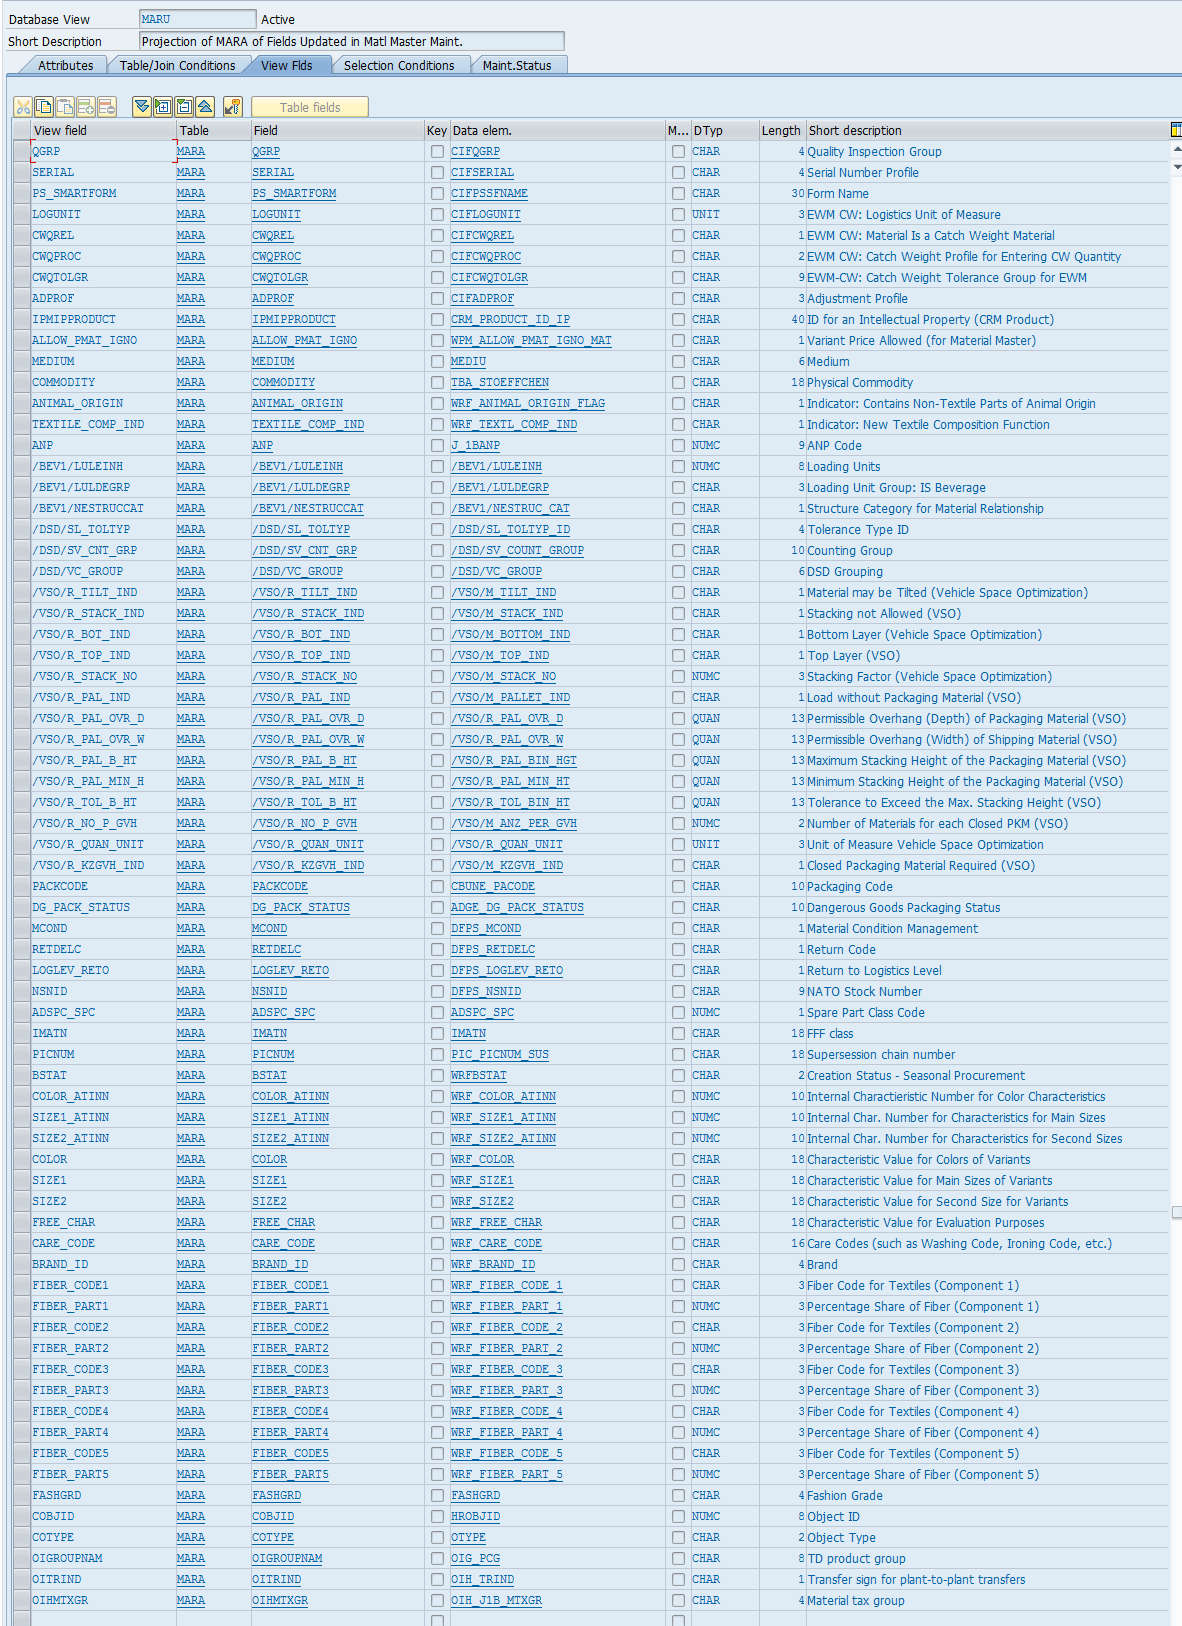 Database View MARU Active
Short Description Projection of MARA of Fields Updated in Matl Master Maint.
Attributes Table/Join Conditions View Flds Selection Conditions Maint.Status
Table fields
View field Table Field Key Data elem. M... DTyp Length Short description
QGRP MARA QGRP CIFQGRP CHAR 4 Quality Inspection Group
SERIAL MARA SERIAL CIFSERIAL CHAR 4 Serial Number Profile
PS_SMARTFORM MARA PS_SMARTFORM CIFPSSFNAME CHAR 30 Form Name
LOGUNIT MARA LOGUNIT CIFLOGUNIT UNIT 3 EWM CW: Logistics Unit of Measure
CWQREL MARA CWQREL CIFCWQREL CHAR 1 EWM CW: Material Is a Catch Weight Material
CWQPROC MARA CWQPROC CIFCWQPROC CHAR 2 EWM CW: Catch Weight Profile for Entering CW Quantity
CWQTOLGR MARA CWQTOLGR CIFCWQTOLGR CHAR 9 EWM-CW: Catch Weight Tolerance Group for EWM
ADPROF MARA ADPROF CIFADPROF CHAR 3 Adjustment Profile
IPMIPPRODUCT MARA IPMIPPRODUCT CRM_PRODUCT_ID_IP CHAR 40 ID for an Intellectual Property (CRM Product)
ALLOW_PMAT_IGNO MARA ALLOW_PMAT_IGNO WPM_ALLOW_PMAT_IGNO_MAT CHAR 1 Variant Price Allowed (for Material Master)
MEDIUM MARA MEDIUM MEDIU CHAR 6 Medium
COMMODITY MARA COMMODITY TBA_STOEFFCHEN CHAR 18 Physical Commodity
ANIMAL_ORIGIN MARA ANIMAL_ORIGIN WRF_ANIMAL_ORIGIN_FLAG CHAR 1 Indicator: Contains Non-Textile Parts of Animal Origin
TEXTILE_COMP_IND MARA TEXTILE_COMP_IND WRF_TEXTL_COMP_IND CHAR 1 Indicator: New Textile Composition Function
ANP MARA ANP J_1BANP NUMC 9 ANP Code
/BEV1/LULEINH MARA /BEV1/LULEINH /BEV1/LULEINH NUMC 8 Loading Units
/BEV1/LULDEGRP MARA /BEV1/LULDEGRP /BEV1/LULDEGRP CHAR 3 Loading Unit Group: IS Beverage
/BEV1/NESTRUCCAT MARA /BEV1/NESTRUCCAT /BEV1/NESTRUC_CAT CHAR 1 Structure Category for Material Relationship
/DSD/SL_TOLTYP MARA /DSD/SL_TOLTYP /DSD/SL_TOLTYP_ID CHAR 4 Tolerance Type ID
/DSD/SV_CNT_GRP MARA /DSD/SV_CNT_GRP /DSD/SV_COUNT_GROUP CHAR 10 Counting Group
/DSD/VC_GROUP MARA /DSD/VC_GROUP /DSD/VC_GROUP CHAR 6 DSD Grouping
/VSO/R_TILT_IND MARA /VSO/R_TILT_IND /VSO/M_TILT_IND CHAR 1 Material may be Tilted (Vehicle Space Optimization)
/VSO/R_STACK_IND MARA /VSO/R_STACK_IND /VSO/M_STACK_IND CHAR 1 Stacking not Allowed (VSO)
/VSO/R_BOT_IND MARA /VSO/R_BOT_IND /VSO/M_BOTTOM_IND CHAR 1 Bottom Layer (Vehicle Space Optimization)
/VSO/R_TOP_IND MARA /VSO/R_TOP_IND /VSO/M_TOP_IND CHAR 1 Top Layer (VSO)
/VSO/R_STACK_NO MARA /VSO/R_STACK_NO /VSO/M_STACK_NO NUMC 3 Stacking Factor (Vehicle Space Optimization)
/VSO/R_PAL_IND MARA /VSO/R_PAL_IND /VSO/M_PALLET_IND CHAR 1 Load without Packaging Material (VSO)
/VSO/R_PAL_OVR_D MARA /VSO/R_PAL_OVR_D /VSO/R_PAL_OVR_D QUAN 13 Permissible Overhang (Depth) of Packaging Material (VSO)
/VSO/R_PAL_OVR_W MARA /VSO/R_PAL_OVR_W /VSO/R_PAL_OVR_W QUAN 13 Permissible Overhang (Width) of Shipping Material (VSO)
/VSO/R_PAL_B_HT MARA /VSO/R_PAL_B_HT /VSO/R_PAL_BIN_HGT QUAN 13 Maximum Stacking Height of the Packaging Material (VSO)
/VSO/R_PAL_MIN_H MARA /VSO/R_PAL_MIN_H /VSO/R_PAL_MIN_HT QUAN 13 Minimum Stacking Height of the Packaging Material (VSO)
/VSO/R_TOL_B_HT MARA /VSO/R_TOL_B_HT /VSO/R_TOL_BIN_HT QUAN 13 Tolerance to Exceed the Max. Stacking Height (VSO)
/VSO/R_NO_P_GVH MARA /VSO/R_NO_P_GVH /VSO/M_ANZ_PER_GVH NUMC 2 Number of Materials for each Closed PKM (VSO)
/VSO/R_QUAN_UNIT MARA /VSO/R_QUAN_UNIT /VSO/R_QUAN_UNIT UNIT 3 Unit of Measure Vehicle Space Optimization
/VSO/R_KZGVH_IND MARA /VSO/R_KZGVH_IND /VSO/M_KZGVH_IND CHAR 1 Closed Packaging Material Required (VSO)
PACKCODE MARA PACKCODE CBUNE_PACODE CHAR 10 Packaging Code
DG_PACK_STATUS MARA DG_PACK_STATUS ADGE_DG_PACK_STATUS CHAR 10 Dangerous Goods Packaging Status
MCOND MARA MCOND DFPS_MCOND CHAR 1 Material Condition Management
RETDELC MARA RETDELC DFPS_RETDELC CHAR 1 Return Code
LOGLEV_RETO MARA LOGLEV_RETO DFPS_LOGLEV_RETO CHAR 1 Return to Logistics Level
NSNID MARA NSNID DFPS_NSNID CHAR 9 NATO Stock Number
ADSPC_SPC MARA ADSPC_SPC ADSPC_SPC NUMC 1 Spare Part Class Code
IMATN MARA IMATN IMATN CHAR 18 FFF class
PICNUM MARA PICNUM PIC_PICNUM_SUS CHAR 18 Supersession chain number
BSTAT MARA BSTAT WRFBSTAT CHAR 2 Creation Status - Seasonal Procurement
COLOR_ATINN MARA COLOR_ATINN WRF_COLOR_ATINN NUMC 10 Internal Charactieristic Number for Color Characteristics
SIZE1_ATINN MARA SIZE1_ATINN WRF_SIZE1_ATINN NUMC 10 Internal Char. Number for Characteristics for Main Sizes
SIZE2_ATINN MARA SIZE2_ATINN WRF_SIZE2_ATINN NUMC 10 Internal Char. Number for Characteristics for Second Sizes
COLOR MARA COLOR WRF_COLOR CHAR 18 Characteristic Value for Colors of Variants
SIZE1 MARA SIZE1 WRF_SIZE1 CHAR 18 Characteristic Value for Main Sizes of Variants
SIZE2 MARA SIZE2 WRF_SIZE2 CHAR 18 Characteristic Value for Second Size for Variants
FREE_CHAR MARA FREE_CHAR WRF_FREE_CHAR CHAR 18 Characteristic Value for Evaluation Purposes
CARE_CODE MARA CARE_CODE WRF_CARE_CODE CHAR 16 Care Codes (such as Washing Code, Ironing Code, etc.)
BRAND_ID MARA BRAND_ID WRF_BRAND_ID CHAR 4 Brand
FIBER_CODE1 MARA FIBER_CODE1 WRF_FIBER_CODE_1 CHAR 3 Fiber Code for Textiles (Component 1)
FIBER_PART1 MARA FIBER_PART1 WRF_FIBER_PART_1 NUMC 3 Percentage Share of Fiber (Component 1)
FIBER_CODE2 MARA FIBER_CODE2 WRF_FIBER_CODE_2 CHAR 3 Fiber Code for Textiles (Component 2)
FIBER_PART2 MARA FIBER_PART2 WRF_FIBER_PART_2 NUMC 3 Percentage Share of Fiber (Component 2)
FIBER_CODE3 MARA FIBER_CODE3 WRF_FIBER_CODE_3 CHAR 3 Fiber Code for Textiles (Component 3)
FIBER_PART3 MARA FIBER_PART3 WRF_FIBER_PART_3 NUMC 3 Percentage Share of Fiber (Component 3)
FIBER_CODE4 MARA FIBER_CODE4 WRF_FIBER_CODE_4 CHAR 3 Fiber Code for Textiles (Component 4)
FIBER_PART4 MARA FIBER_PART4 WRF_FIBER_PART_4 NUMC 3 Percentage Share of Fiber (Component 4)
FIBER_CODE5 MARA FIBER_CODE5 WRF_FIBER_CODE_5 CHAR 3 Fiber Code for Textiles (Component 5)
FIBER_PART5 MARA FIBER_PART5 WRF_FIBER_PART_5 NUMC 3 Percentage Share of Fiber (Component 5)
FASHGRD MARA FASHGRD FASHGRD CHAR 4 Fashion Grade
COBJID MARA COBJID HROBJID NUMC 8 Object ID
COTYPE MARA COTYPE OTYPE CHAR 2 Object Type
OIGROUPNAM MARA OIGROUPNAM OIG_PCG CHAR 8 TD product group
OITRIND MARA OITRIND OIH_TRIND CHAR 1 Transfer sign for plant-to-plant transfers
OIHMTXGR MARA OIHMTXGR OIH_J1B_MTXGR CHAR 4 Material tax group